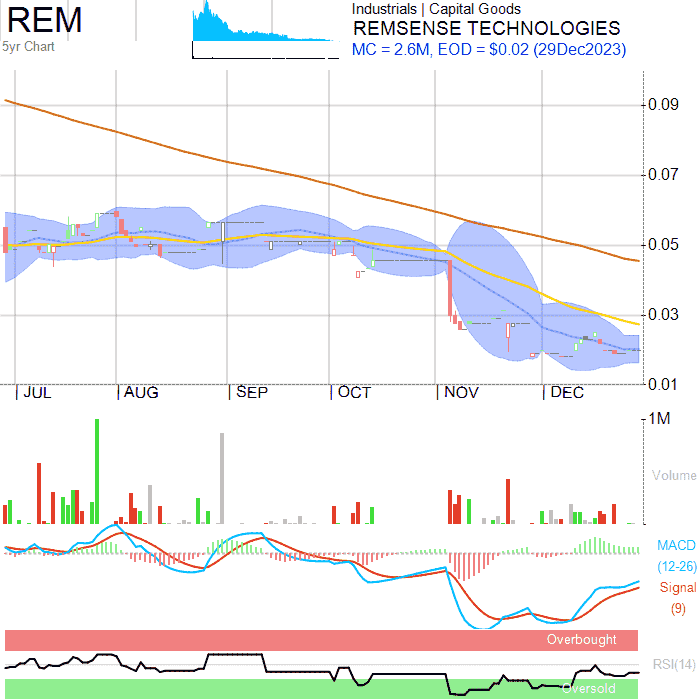 REM
5yr Chart
Industrials | Capital Goods
REMSENSE TECHNOLOGIES
MC = 2.6M, EOD = $0.02 (29Dec2023)
0.09
0.07
0.05
0.03
0.01
JUL AUG SEP OCT NOV DEC
1M
Volume
MACD
(12-26)
Signal
(9)
Overbought
RSI(14)
Oversold